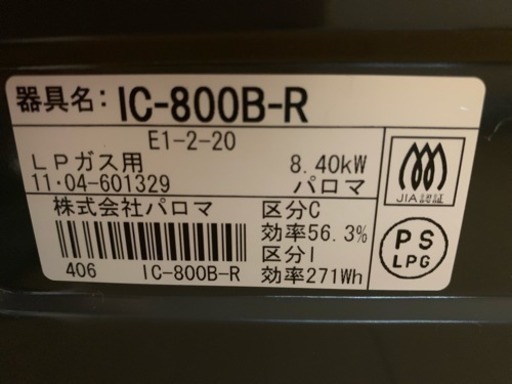 器具名: IC-800B-R
E1-2-20
LPガス用 8.40kW
11・04-601329 パロマ
株式会社パロマ 区分C
効率56.3%
区分I
効率271Wh
406 IC-800B-R
JIA認証
PS
LPG